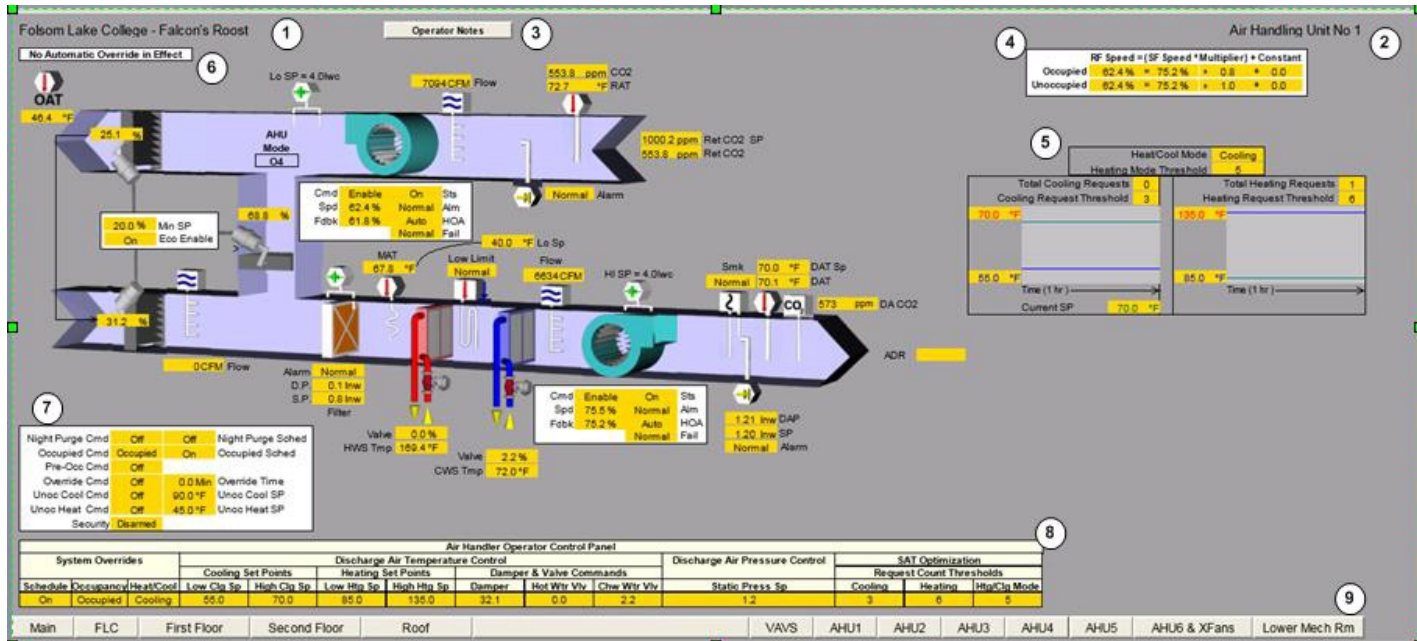 Folsom Lake College - Falcon's Roost
1
Operator Notes
3
Air Handling Unit No 1
2
No Automatic Override in Effect
6
4
RF Speed = (SF Speed * Multiplier) + Constant
Occupied 62.4 % = 75.2 % * 0.8 + 0.0
Unoccupied 62.4 % = 75.2 % * 1.0 + 0.0
OAT
46.4 °F
Lo SP = 4.0Iwc
7094 CFM Flow
553.8 ppm CO2
72.7 °F RAT
25.1 %
AHU
Mode
O4
1000.2 ppm Ret CO2 SP
553.8 ppm Ret CO2
Normal Alarm
Cmd Enable On Sts
Spd 62.4 % Normal Alm
Fdbk 61.8 % Auto HOA
Normal Fail
5
Heat/Cool Mode Cooling
Heating Mode Threshold 5
Total Cooling Requests 0
Cooling Request Threshold 3
70.0 °F
55.0 °F
Time (1 hr)
Current SP 70.0 °F
Total Heating Requests 1
Heating Request Threshold 6
135.0 °F
85.0 °F
Time (1 hr)
20.0 % Min SP
On Eco Enable
68.8 %
40.0 °F Lo Sp
MAT
67.8 °F
Low Limit
Normal
Flow
6634 CFM
HI SP = 4.0Iwc
Smk
Normal
70.0 °F DAT Sp
70.1 °F DAT
CO
573 ppm DA CO2
31.2 %
0 CFM Flow
ADR
Alarm Normal
D.P. 0.1 Inw
S.P. 0.8 Inw
Filter
Valve 0.0 %
HWS Tmp 169.4 °F
Valve 2.2 %
CWS Tmp 72.0 °F
Cmd Enable On Sts
Spd 75.5 % Normal Alm
Fdbk 75.2 % Auto HOA
Normal Fail
1.21 Inw DAP
1.20 Inw SP
Normal Alarm
7
Night Purge Cmd Off Off Night Purge Sched
Occupied Cmd Occupied On Occupied Sched
Pre-Occ Cmd Off
Override Cmd Off 0.0 Min Override Time
Unoc Cool Cmd Off 90.0 °F Unoc Cool SP
Unoc Heat Cmd Off 45.0 °F Unoc Heat SP
Security Disarmed
8
Air Handler Operator Control Panel
System Overrides Discharge Air Temperature Control Discharge Air Pressure Control SAT Optimization
Cooling Set Points Heating Set Points Damper & Valve Commands Request Count Thresholds
Schedule Occupancy Heat/Cool Low Clg Sp High Clg Sp Low Htg Sp High Htg Sp Damper Hot Wtr Vlv Chw Wtr Vlv Static Press Sp Cooling Heating Htg/Clg Mode
On Occupied Cooling 55.0 70.0 85.0 135.0 32.1 0.0 2.2 1.2 3 6 5
9
Main FLC First Floor Second Floor Roof VAVS AHU1 AHU2 AHU3 AHU4 AHU5 AHU6 & XFans Lower Mech Rm